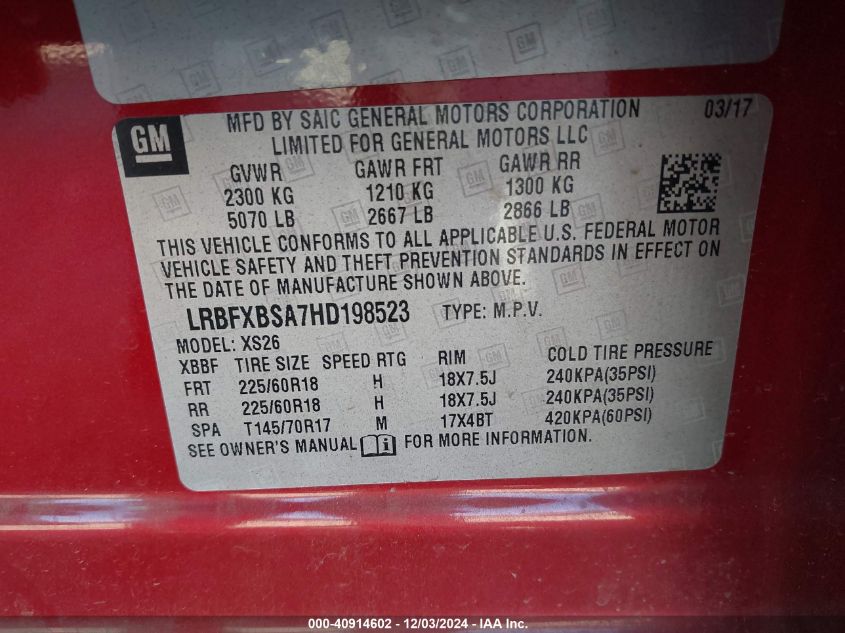 GM
MFD BY SAIC GENERAL MOTORS CORPORATION 03/17
LIMITED FOR GENERAL MOTORS LLC
GVWR GAWR FRT GAWR RR
2300 KG 1210 KG 1300 KG
5070 LB 2667 LB 2866 LB
THIS VEHICLE CONFORMS TO ALL APPLICABLE U.S. FEDERAL MOTOR
VEHICLE SAFETY AND THEFT PREVENTION STANDARDS IN EFFECT ON
THE DATE OF MANUFACTURE SHOWN ABOVE.
LRBFXBSA7HD198523 TYPE: M.P.V.
MODEL: XS26
XBBF TIRE SIZE SPEED RTG RIM COLD TIRE PRESSURE
FRT 225/60R18 H 18X7.5J 240KPA(35PSI)
RR 225/60R18 H 18X7.5J 240KPA(35PSI)
SPA T145/70R17 M 17X4BT 420KPA(60PSI)
SEE OWNER'S MANUAL FOR MORE INFORMATION.
000-40914602 - 12/03/2024 - IAA Inc.